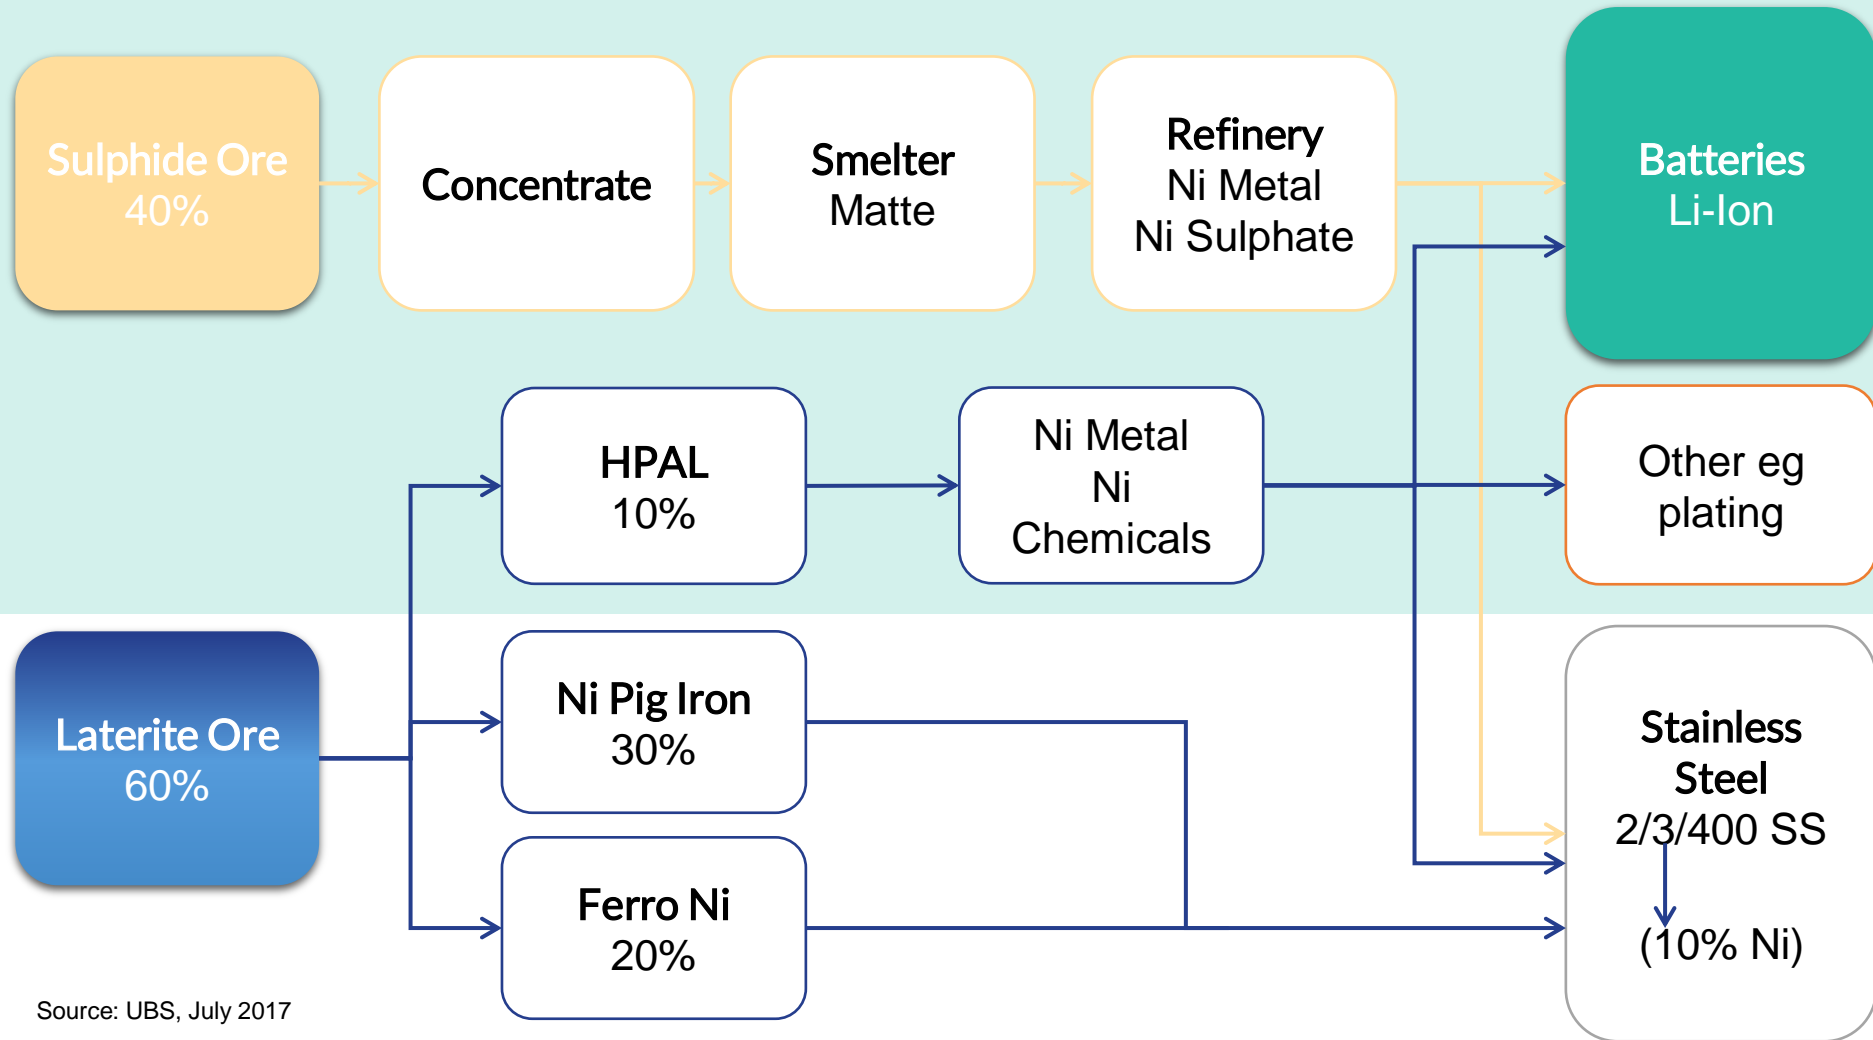 Sulphide Ore
40%
Concentrate
Smelter
Matte
Refinery
Ni Metal
Ni Sulphate
Batteries
Li-Ion
HPAL
10%
Ni Metal
Ni
Chemicals
Other eg
plating
Laterite Ore
60%
Ni Pig Iron
30%
Ferro Ni
20%
Stainless
Steel
2/3/400 SS
(10% Ni)
Source: UBS, July 2017